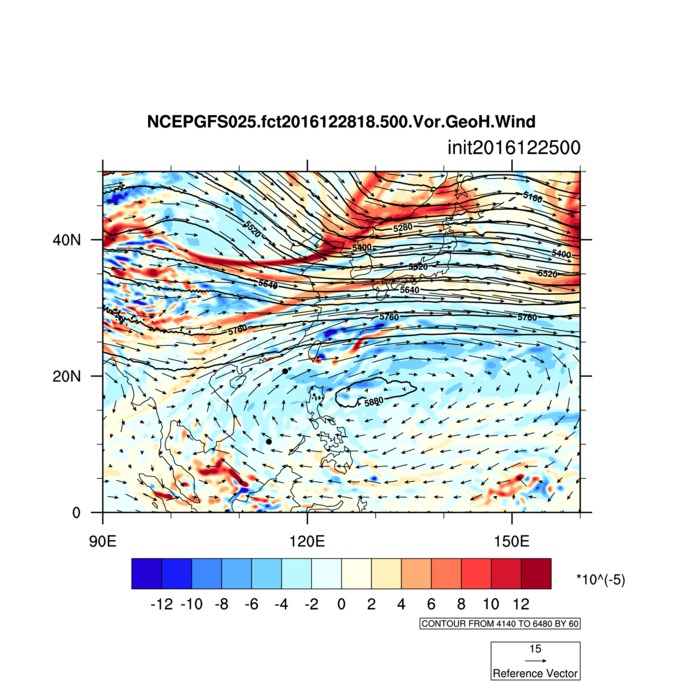 NCEPGFS025.fct2016122818.500.Vor.GeoH.Wind
init2016122500
5160
5520
5280
5400
5400
40N
5520
5520
5640
5640
5760
5760
5760
20N
5880
0
90E 120E 150E
*10^(-5)
-12 -10 -8 -6 -4 -2 0 2 4 6 8 10 12
CONTOUR FROM 4140 TO 6480 BY 60
15
Reference Vector